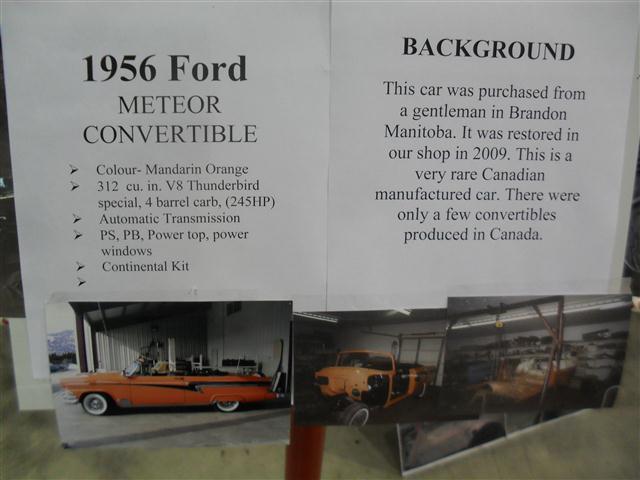 1956 Ford
METEOR
CONVERTIBLE
➢ Colour- Mandarin Orange
➢ 312 cu. in. V8 Thunderbird
special, 4 barrel carb, (245HP)
➢ Automatic Transmission
➢ PS, PB, Power top, power
windows
➢ Continental Kit
➢
BACKGROUND
This car was purchased from
a gentleman in Brandon
Manitoba. It was restored in
our shop in 2009. This is a
very rare Canadian
manufactured car. There were
only a few convertibles
produced in Canada.